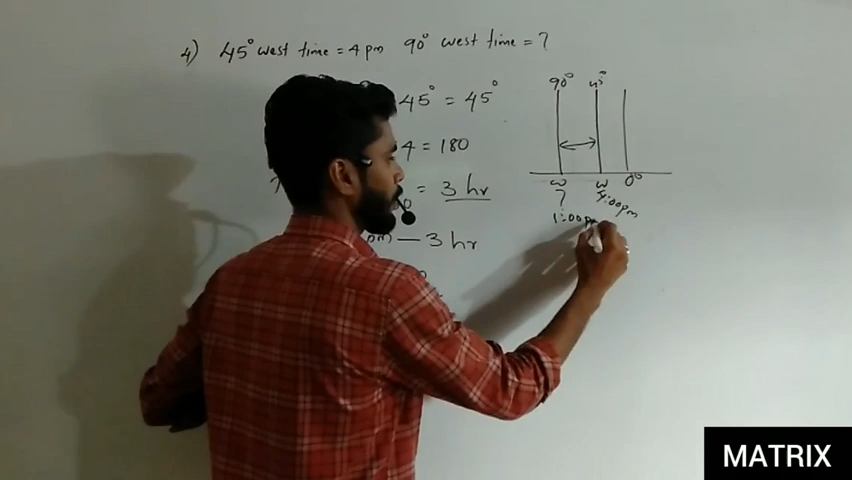 4) 45° west time = 4 pm 90° west time = ?
45° = 45°
4 = 180
= 3 hr
pm) — 3 hr
90° 45°
w w 0°
? 4:00pm
1:00pm
MATRIX